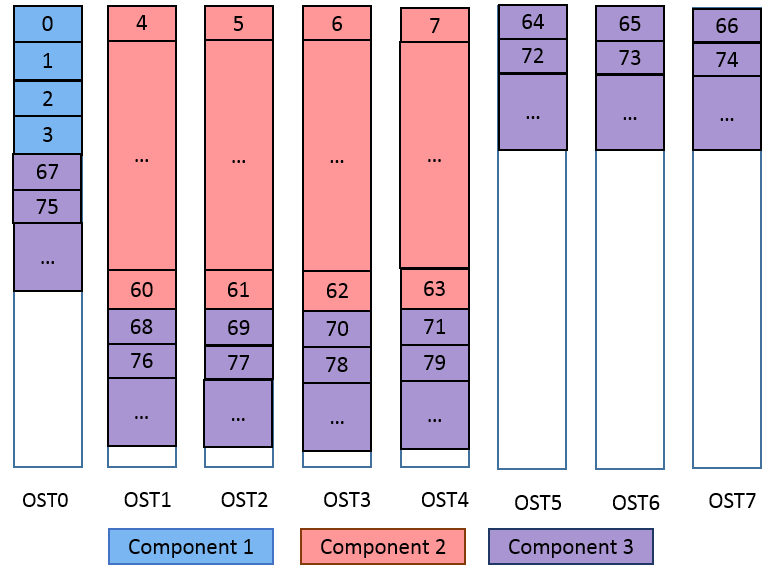 0 4 5 6 7 64 65 66
1 72 73 74
2 ... ... ... ... ... ... ...
3
67
75
...
60 61 62 63
68 69 70 71
76 77 78 79
... ... ... ...
OST0 OST1 OST2 OST3 OST4 OST5 OST6 OST7
Component 1 Component 2 Component 3